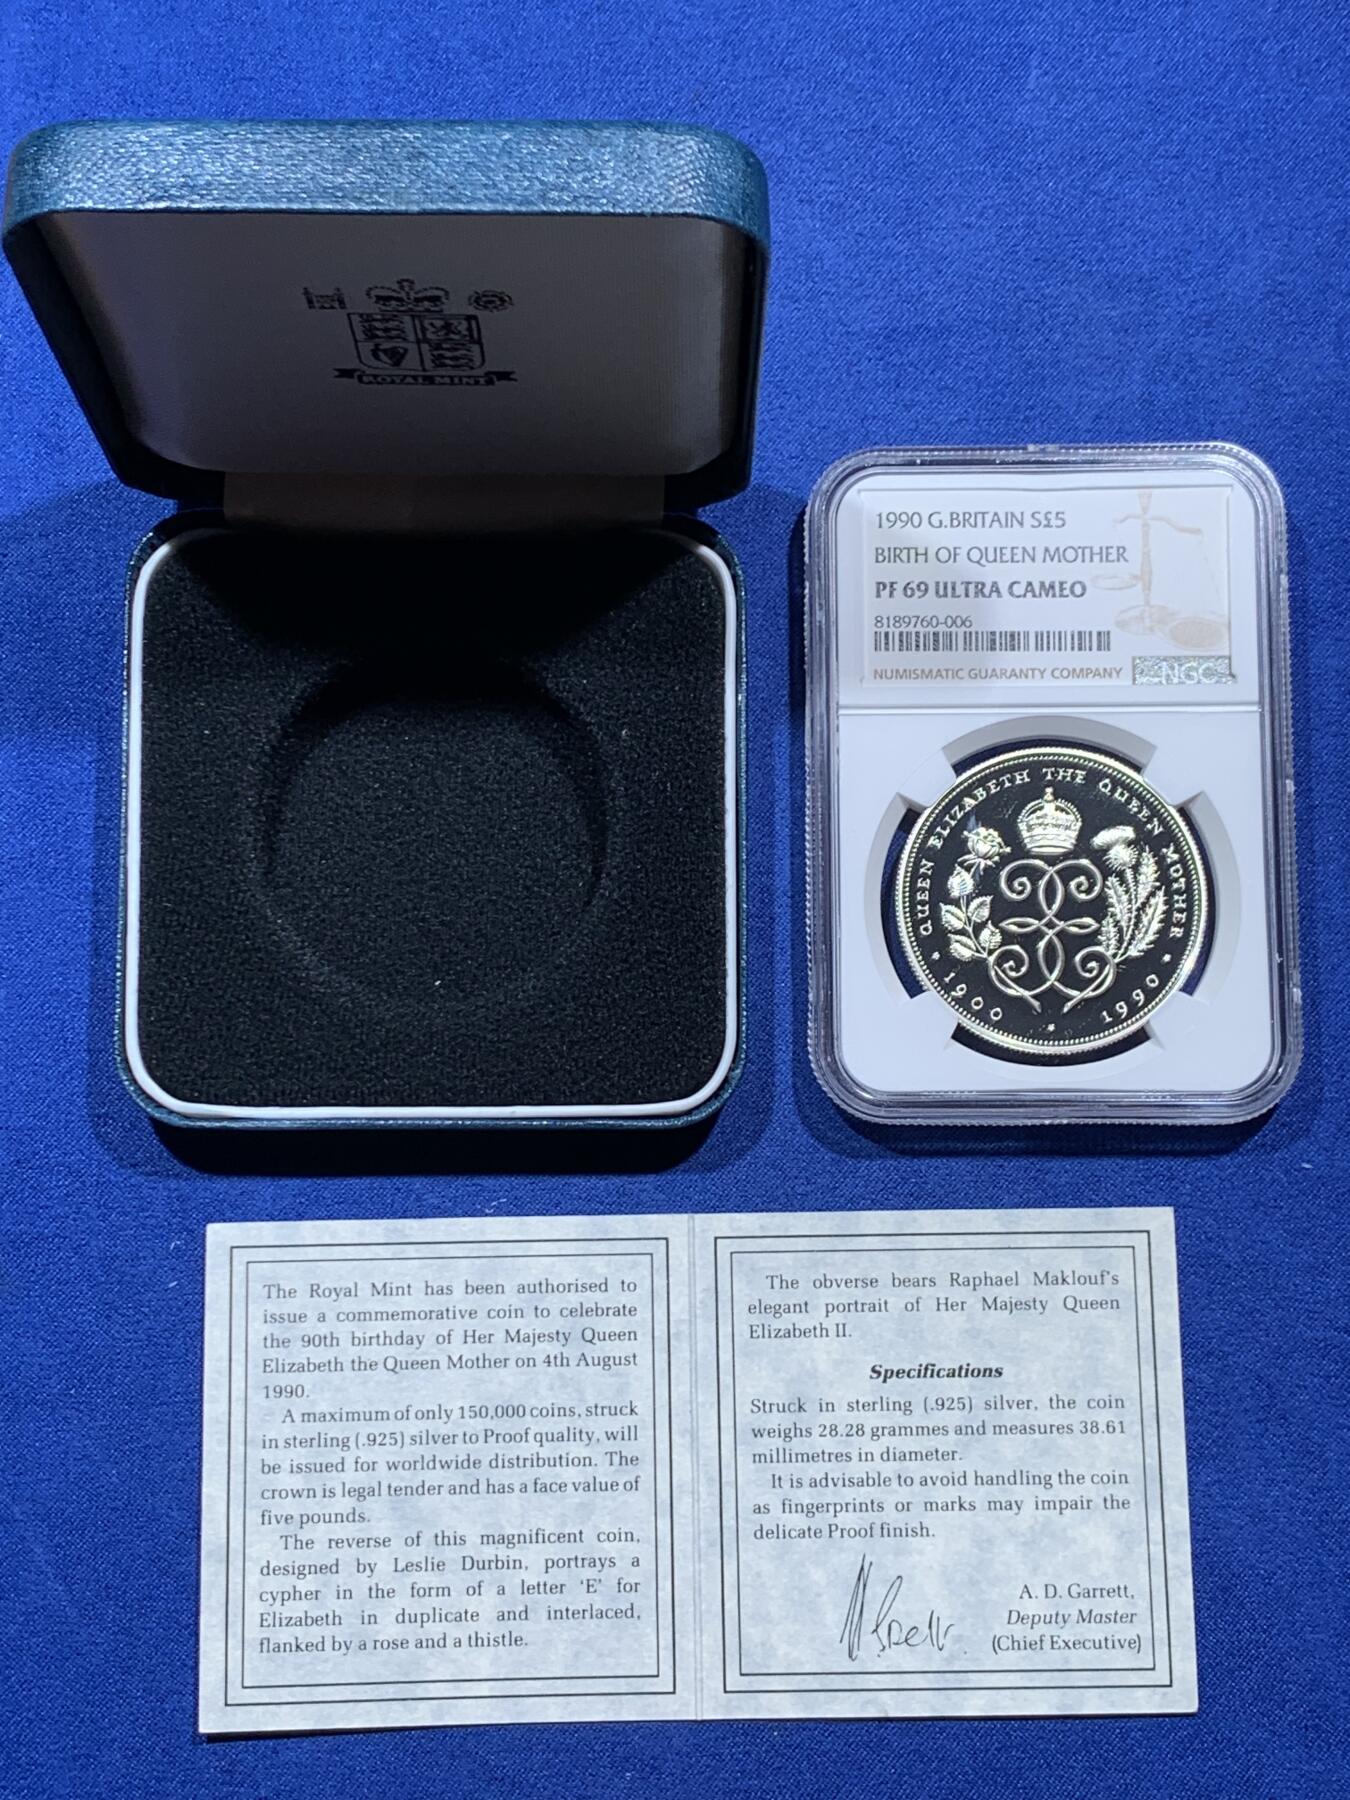 ROYAL MINT
1990 G.BRITAIN S£5
BIRTH OF QUEEN MOTHER
PF 69 ULTRA CAMEO
8189760-006
NUMISMATIC GUARANTY COMPANY
NGC
QUEEN ELIZABETH THE QUEEN MOTHER
1900
1990
The Royal Mint has been authorised to
issue a commemorative coin to celebrate
the 90th birthday of Her Majesty Queen
Elizabeth the Queen Mother on 4th August
1990.
A maximum of only 150,000 coins, struck
in sterling (.925) silver to Proof quality, will
be issued for worldwide distribution. The
crown is legal tender and has a face value of
five pounds.
The reverse of this magnificent coin,
designed by Leslie Durbin, portrays a
cypher in the form of a letter 'E' for
Elizabeth in duplicate and interlaced,
flanked by a rose and a thistle.
The obverse bears Raphael Maklouf's
elegant portrait of Her Majesty Queen
Elizabeth II.
Specifications
Struck in sterling (.925) silver, the coin
weighs 28.28 grammes and measures 38.61
millimetres in diameter.
It is advisable to avoid handling the coin
as fingerprints or marks may impair the
delicate Proof finish.
A. D. Garrett,
Deputy Master
(Chief Executive)